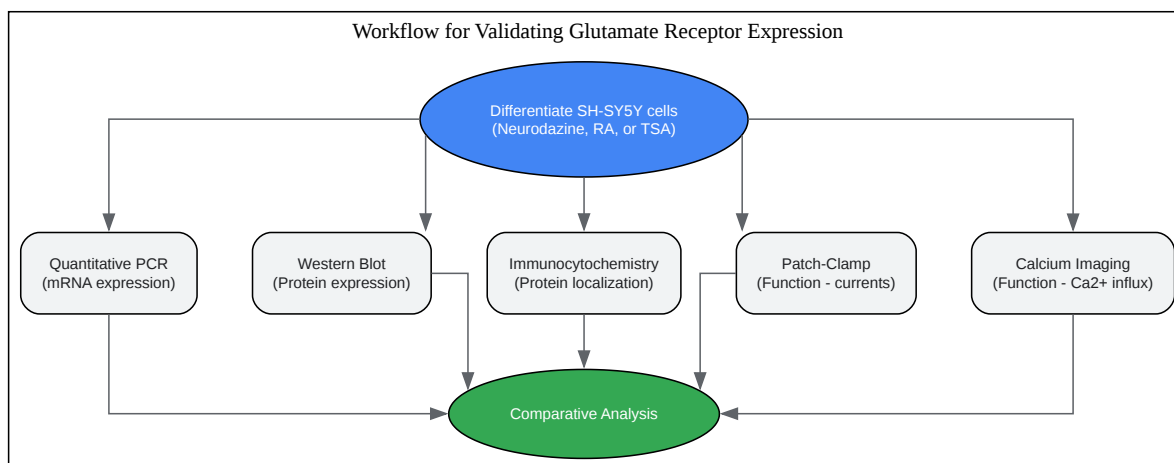 Workflow for Validating Glutamate Receptor Expression
Differentiate SH-SY5Y cells
(Neurodazine, RA, or TSA)
Quantitative PCR
(mRNA expression)
Western Blot
(Protein expression)
Immunocytochemistry
(Protein localization)
Patch-Clamp
(Function - currents)
Calcium Imaging
(Function - Ca2+ influx)
Comparative Analysis